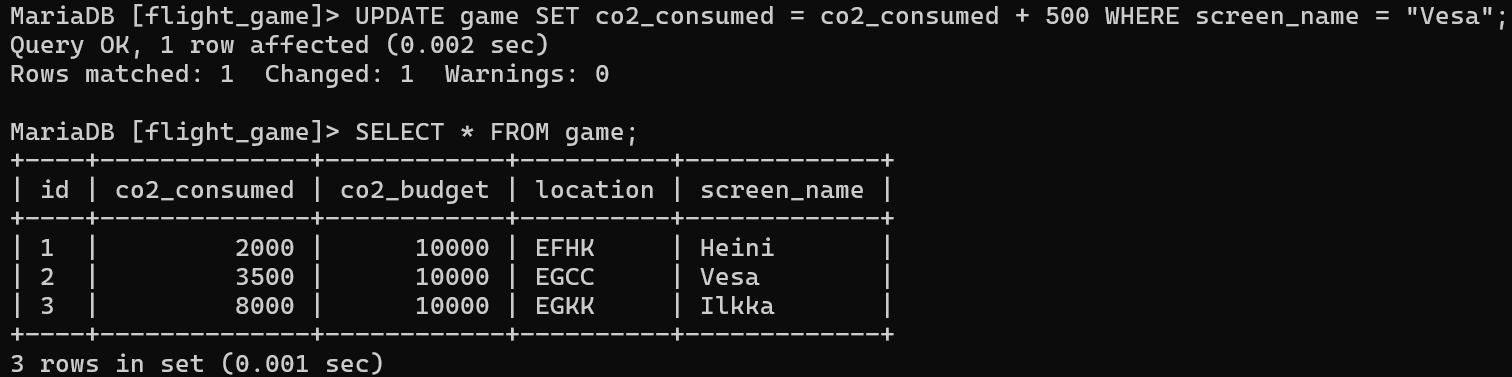 MariaDB [flight_game]> UPDATE game SET co2_consumed = co2_consumed + 500 WHERE screen_name = "Vesa";
Query OK, 1 row affected (0.002 sec)
Rows matched: 1  Changed: 1  Warnings: 0

MariaDB [flight_game]> SELECT * FROM game;
+----+--------------+------------+----------+-------------+
| id | co2_consumed | co2_budget | location | screen_name |
+----+--------------+------------+----------+-------------+
| 1  |         2000 |      10000 | EFHK     | Heini       |
| 2  |         3500 |      10000 | EGCC     | Vesa        |
| 3  |         8000 |      10000 | EGKK     | Ilkka       |
+----+--------------+------------+----------+-------------+
3 rows in set (0.001 sec)